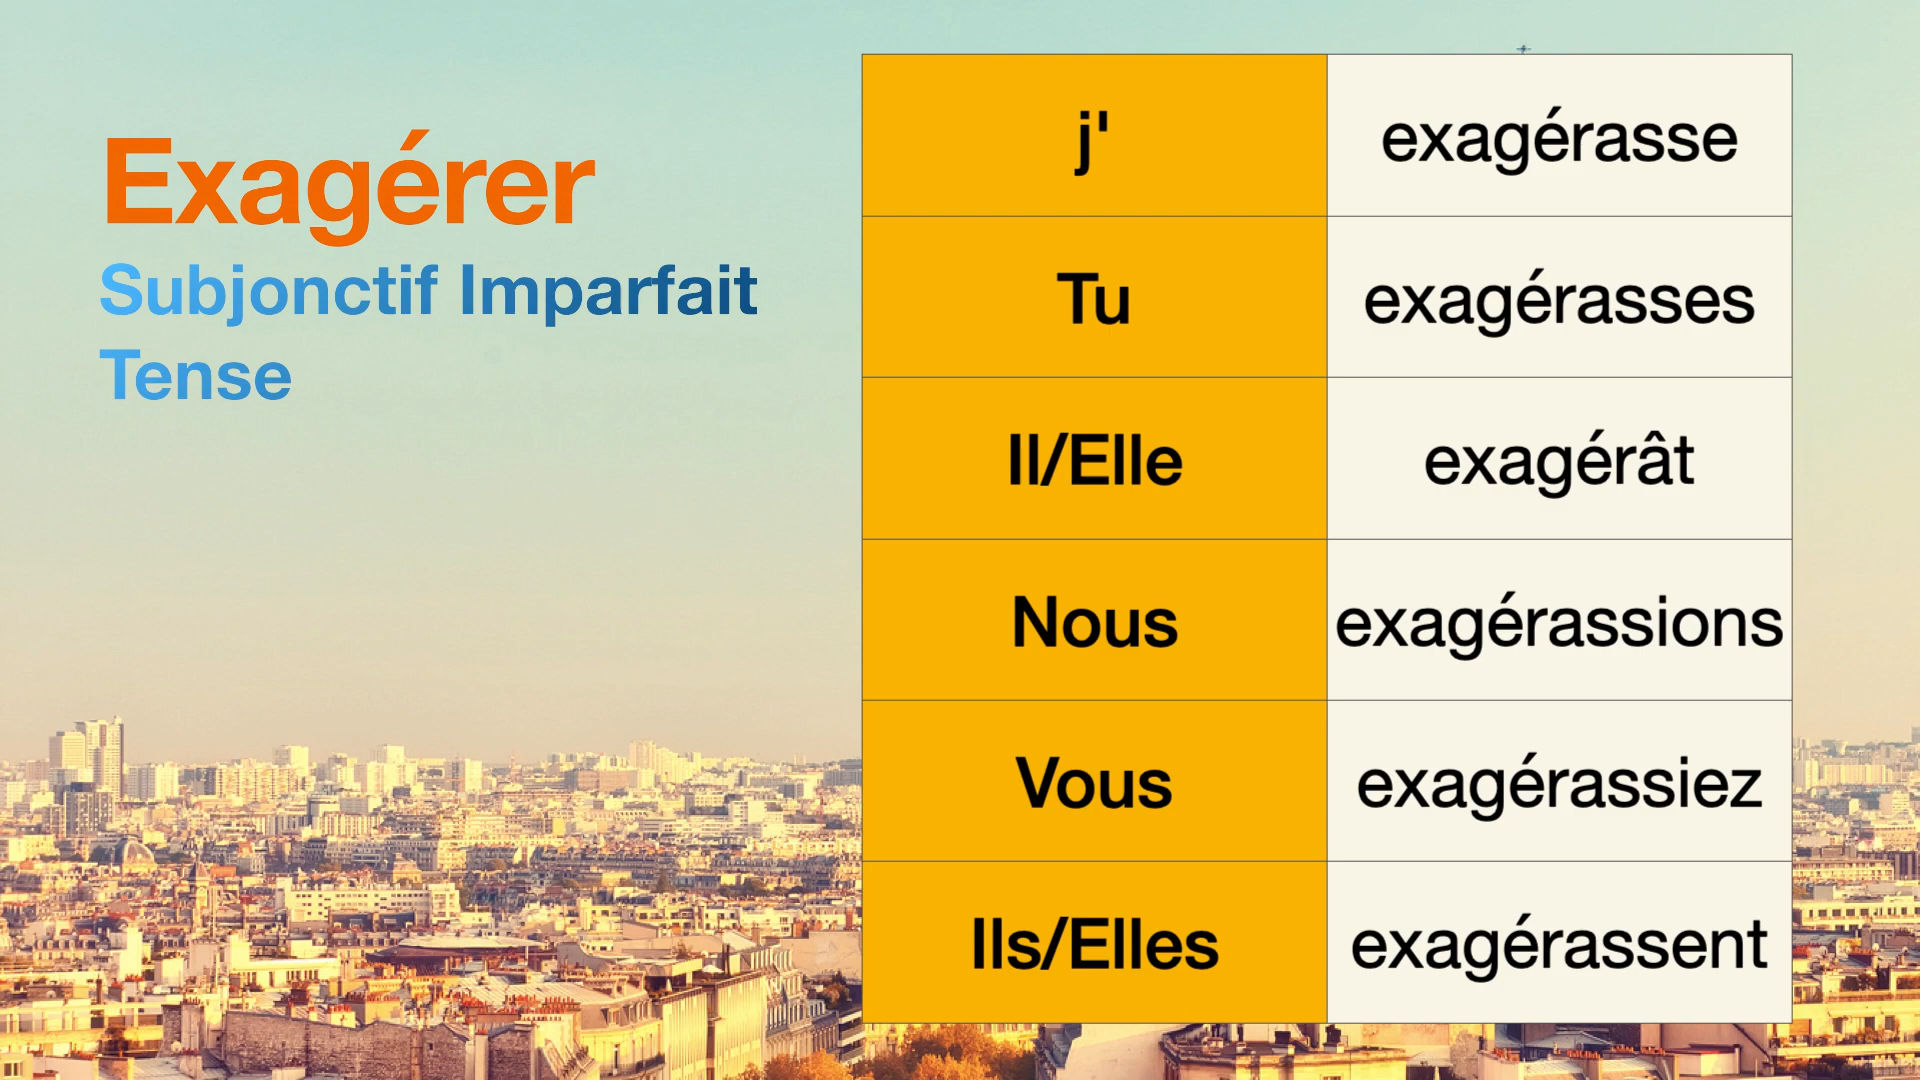 Exagérer
Subjonctif Imparfait
Tense
j' exagérasse
Tu exagérasses
Il/Elle exagérât
Nous exagérassions
Vous exagérassiez
Ils/Elles exagérassent